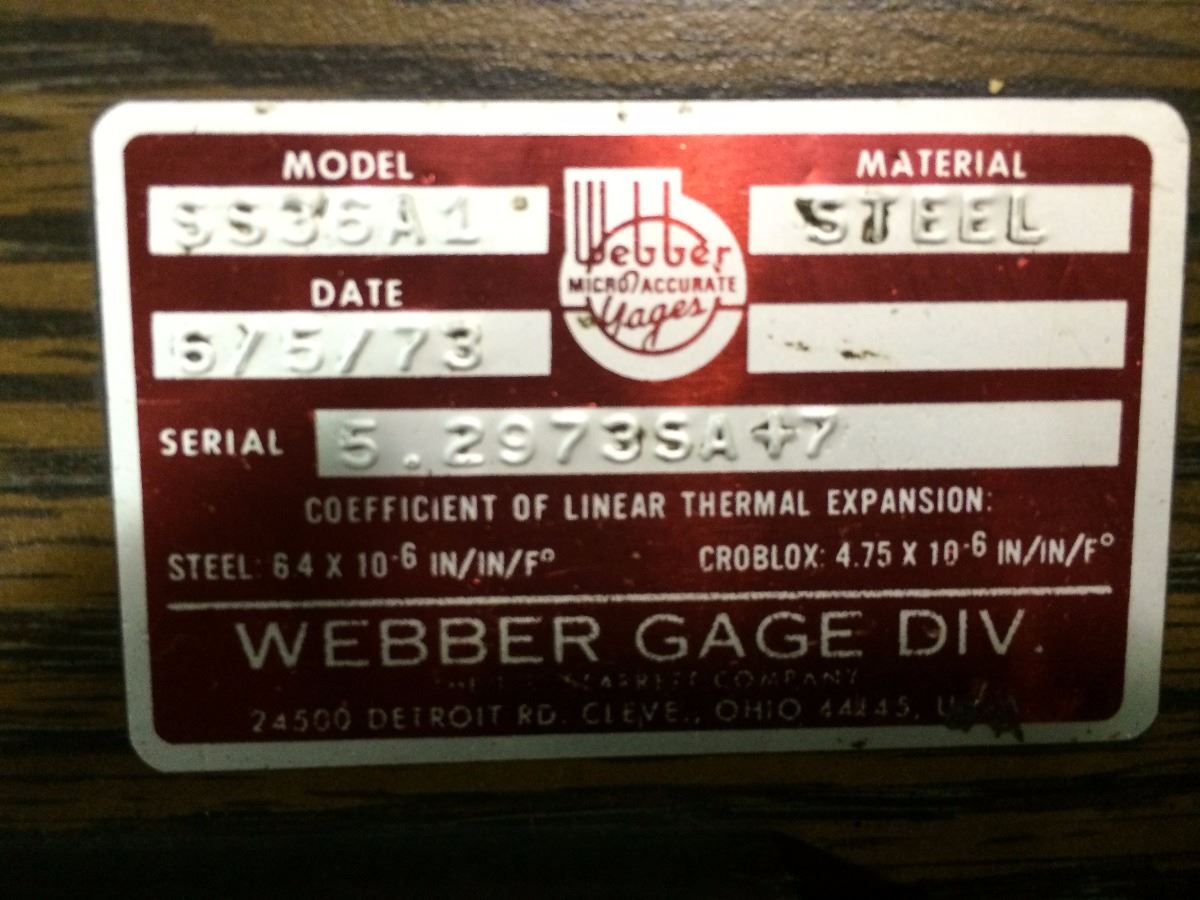 MODEL
SS36A1
MATERIAL
STEEL
DATE
6/5/73
Webber
MICRO ACCURATE
Gages
SERIAL 5.2973SA+7
COEFFICIENT OF LINEAR THERMAL EXPANSION:
STEEL: 6.4 X 10-6 IN/IN/F° CROBLOX: 4.75 X 10-6 IN/IN/F°
WEBBER GAGE DIV.
STARRETT COMPANY
24500 DETROIT RD. CLEVE., OHIO 44145,